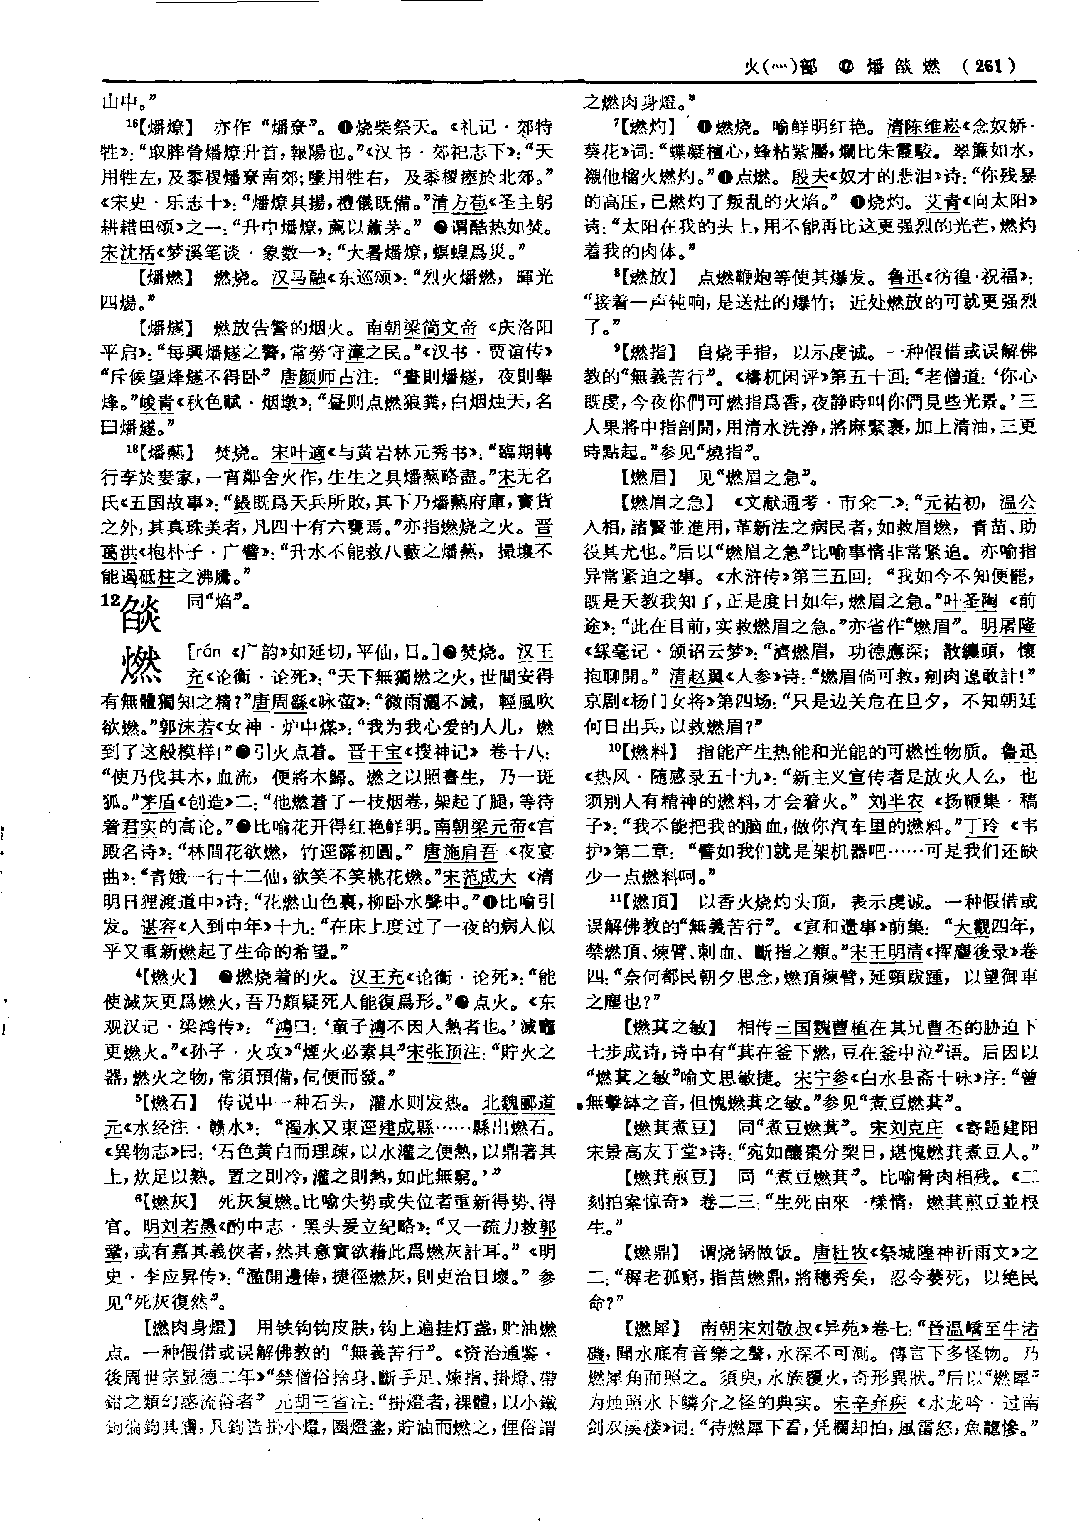 火(灬)部 ⑫ 燔 燄 燃 (261)
山中。”
¹⁶【燔燎】 亦作“燔寮”。❶烧柴祭天。《礼记·郊特
牲》:“取膟膋燔燎升首,報陽也。”《汉书·郊祀志下》:“天
用牲左,及黍稷燔寮南郊;墬用牲右, 及黍稷瘗於北郊。”
《宋史·乐志十》:“燔燎具揚,禮儀既備。”清方苞《圣主躬
耕耤田颂》之一:“升中燔燎,薦以蕭茅。” ❷谓酷热如焚。
宋沈括《梦溪笔谈·象数一》:“大暑燔燎,螟蝗爲災。”
【燔燃】 燃烧。汉马融《东巡颂》:“烈火燔燃, 暉光
四煬。”
【燔燧】 燃放告警的烟火。南朝梁简文帝《庆洛阳
平启》:“每興燔燧之警,常勞守漳之民。”《汉书·贾谊传》
“斥候望烽燧不得卧” 唐颜师古注: “晝則燔燧, 夜則舉
烽。”峻青《秋色赋·烟墩》:“昼则点燃狼粪,白烟烛天,名
曰燔燧。”
¹⁸【燔爇】 焚烧。宋叶適《与黄岩林元秀书》:“臨期轉
行李於婁家,一宵鄰舍火作,生生之具燔爇略盡。”宋无名
氏《五国故事》:“鋹既爲天兵所敗,其下乃燔爇府庫,寶貨
之外,其真珠美者,凡四十有六甕焉。”亦指燃烧之火。晋
葛洪《抱朴子·广譬》:“升水不能救八藪之燔爇, 撮壤不
能遏砥柱之沸騰。”
12燄 同“焰”。
燃 [rán 《广韵》如延切,平仙,日。]❶焚烧。汉王
充《论衡·论死》:“天下無獨燃之火,世間安得
有無體獨知之精?”唐周繇《咏萤》:“微雨灑不滅, 輕風吹
欲燃。”郭沫若《女神·炉中煤》:“我为我心爱的人儿, 燃
到了这般模样!”❷引火点着。晋干宝《搜神记》卷十八:
“使乃伐其木,血流, 便將木歸。燃之以照書生, 乃一斑
狐。”茅盾《创造》二:“他燃着了一枝烟卷,架起了腿,等待
着君实的高论。”❸比喻花开得红艳鲜明。南朝梁元帝《宫
殿名诗》:“林間花欲燃, 竹逕露初圓。” 唐施肩吾 《夜宴
曲》:“青娥一行十二仙,欲笑不笑桃花燃。”宋范成大 《清
明日狸渡道中》诗:“花燃山色裏,柳卧水聲中。”❹比喻引
发。谌容《人到中年》十九:“在床上度过了一夜的病人似
乎又重新燃起了生命的希望。”
⁴【燃火】 ❶燃烧着的火。汉王充《论衡·论死》:“能
使滅灰更爲燃火,吾乃頗疑死人能復爲形。”❷点火。《东
观汉记·梁鸿传》: “鴻曰:‘童子鴻不因人熱者也。’滅竈
更燃火。”《孙子·火攻》“煙火必素具”宋张预注:“貯火之
器,燃火之物,常須預備,伺便而發。”
⁵【燃石】 传说中一种石头, 灌水则发热。北魏郦道
元《水经注·赣水》: “濁水又東逕建成縣……縣出燃石。
《異物志》曰:‘石色黄白而理疎,以水灌之便熱,以鼎著其
上,炊足以熟。置之則冷,灌之則熱,如此無窮。’”
⁶【燃灰】 死灰复燃。比喻失势或失位者重新得势、得
官。明刘若愚《酌中志·黑头爰立纪略》:“又一疏力救郭
鞏,或有嘉其義俠者,然其意實欲藉此爲燃灰計耳。”《明
史·李应昇传》:“濫開邊俸,捷徑燃灰,則吏治日壞。”参
见“死灰復然”。
【燃肉身燈】 用铁钩钩皮肤,钩上遍挂灯盏,贮油燃
点。一种假借或误解佛教的 “無義苦行”。《资治通鉴·
後周世宗显德二年》“禁僧俗捨身、斷手足、煉指、掛燈、帶
鉗之類幻惑流俗者” 元胡三省注:“掛燈者,裸體,以小鐵
鉤徧鉤其膚,凡鉤皆掛小燈,圈燈盞,貯油而燃之,俚俗謂
之燃肉身燈。”
⁷【燃灼】 ❶燃烧。喻鲜明红艳。清陈维崧《念奴娇·
葵花》词:“蝶凝檀心,蜂粘紫膩,爛比朱霞駮。翠簾如水,
襯他榴火燃灼。”❷点燃。殷夫《奴才的悲泪》诗:“你残暴
的高压,已燃灼了叛乱的火焰。” ❸烧灼。艾青《向太阳》
诗:“太阳在我的头上,用不能再比这更强烈的光芒,燃灼
着我的肉体。”
⁸【燃放】 点燃鞭炮等使其爆发。鲁迅《彷徨·祝福》:
“接着一声钝响,是送灶的爆竹; 近处燃放的可就更强烈
了。”
⁹【燃指】 自烧手指, 以示虔诚。一种假借或误解佛
教的“無義苦行”。《檮杌闲评》第五十回:“老僧道:‘你心
既虔,今夜你們可燃指爲香,夜静時叫你們見些光景。’三
人果將中指剖開,用清水洗净,將麻緊裹,加上清油,三更
時點起。”参见“燒指”。
【燃眉】 见“燃眉之急”。
【燃眉之急】 《文献通考·市籴二》:“元祐初, 温公
入相,諸賢並進用,革新法之病民者,如救眉燃, 青苗、助
役其尤也。”后以“燃眉之急”比喻事情非常紧迫。亦喻指
异常紧迫之事。《水浒传》第三五回: “我如今不知便罷,
既是天教我知了,正是度日如年,燃眉之急。”叶圣陶《前
途》:“此在目前,实救燃眉之急。”亦省作“燃眉”。明屠隆
《綵毫记·颁诏云梦》:“濟燃眉, 功德應深; 散纏頭, 懷
抱聊開。” 清赵翼《人参》诗:“燃眉倘可救,剜肉遑敢計!”
京剧《杨门女将》第四场:“只是边关危在旦夕, 不知朝廷
何日出兵,以救燃眉?”
¹⁰【燃料】 指能产生热能和光能的可燃性物质。鲁迅
《热风·随感录五十九》:“新主义宣传者是放火人么, 也
须别人有精神的燃料,才会着火。” 刘半农 《扬鞭集·稿
子》:“我不能把我的脑血,做你汽车里的燃料。”丁玲 《韦
护》第二章: “譬如我们就是架机器吧……可是我们还缺
少一点燃料呵。”
¹¹【燃頂】 以香火烧灼头顶, 表示虔诚。一种假借或
误解佛教的“無義苦行”。《宣和遗事》前集: “大觀四年,
禁燃頂、煉臂、刺血、斷指之類。”宋王明清《挥麈後录》卷
四:“奈何都民朝夕思念,燃頂煉臂,延頸跂踵, 以望御車
之塵也?”
【燃萁之敏】 相传三国魏曹植在其兄曹丕的胁迫下
七步成诗,诗中有“萁在釜下燃,豆在釜中泣”语。后因以
“燃萁之敏”喻文思敏捷。宋宁参《白水县斋十咏》序:“曾
無擊鉢之音,但愧燃萁之敏。”参见“煮豆燃萁”。
【燃萁煮豆】 同“煮豆燃萁”。宋刘克庄 《寄题建阳
宋景高友于堂》诗:“宛如釀棗分梨日,堪愧燃萁煮豆人。”
【燃萁煎豆】 同 “煮豆燃萁”。比喻骨肉相残。《二
刻拍案惊奇》卷二三:“生死由來一樣情, 燃萁煎豆並根
生。”
【燃鼎】 谓烧锅做饭。唐杜牧《祭城隍神祈雨文》之
二:“穉老孤窮,指苗燃鼎,將穗秀矣, 忍令萎死, 以绝民
命?”
【燃犀】 南朝宋刘敬叔《异苑》卷七:“晉温嶠至牛渚
磯,聞水底有音樂之聲,水深不可測。傳言下多怪物。乃
燃犀角而照之。須臾,水族覆火,奇形異狀。”后以“燃犀”
为烛照水下鳞介之怪的典实。宋辛弃疾 《水龙吟·过南
剑双溪楼》词:“待燃犀下看,凭欄却怕,風雷怒,魚龍慘。”